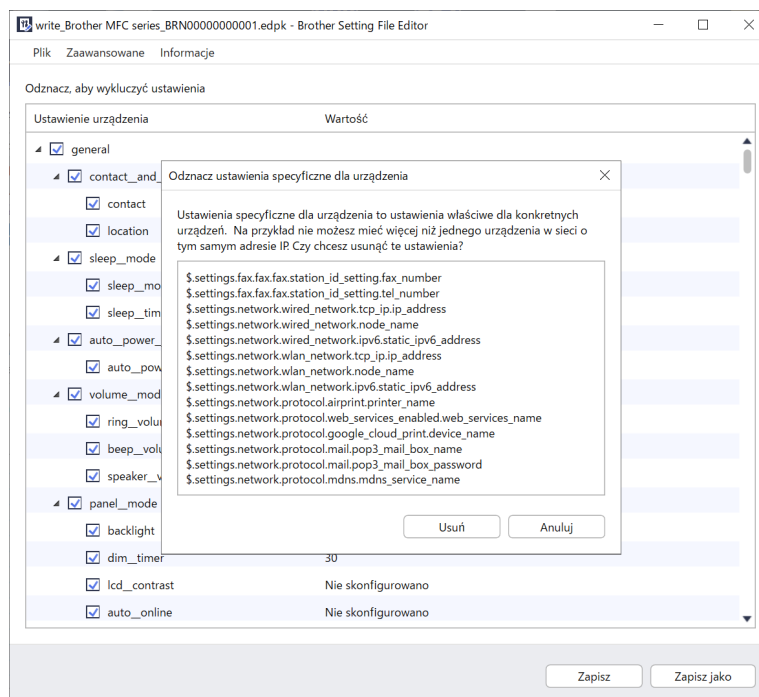 write_Brother MFC series_BRN00000000001.edpk - Brother Setting File Editor
Plik Zaawansowane Informacje
Odznacz, aby wykluczyć ustawienia
Ustawienie urządzenia Wartość
general
contact_and_
contact
location
sleep__mode
sleep__mo
sleep__tim
auto__power_
auto__pow
volume__mod
ring__volu
beep__volu
speaker__v
panel__mode
backlight
dim__timer 30
lcd__contrast Nie skonfigurowano
auto__online Nie skonfigurowano
Odznacz ustawienia specyficzne dla urządzenia
Ustawienia specyficzne dla urządzenia to ustawienia właściwe dla konkretnych
urządzeń. Na przykład nie możesz mieć więcej niż jednego urządzenia w sieci o
tym samym adresie IP. Czy chcesz usunąć te ustawienia?
$.settings.fax.fax.fax.station_id_setting.fax_number
$.settings.fax.fax.fax.station_id_setting.tel_number
$.settings.network.wired_network.tcp_ip.ip_address
$.settings.network.wired_network.node_name
$.settings.network.wired_network.ipv6.static_ipv6_address
$.settings.network.wlan_network.tcp_ip.ip_address
$.settings.network.wlan_network.node_name
$.settings.network.wlan_network.ipv6.static_ipv6_address
$.settings.network.protocol.airprint.printer_name
$.settings.network.protocol.web_services_enabled.web_services_name
$.settings.network.protocol.google_cloud_print.device_name
$.settings.network.protocol.mail.pop3_mail_box_name
$.settings.network.protocol.mail.pop3_mail_box_password
$.settings.network.protocol.mdns.mdns_service_name
Usuń Anuluj
Zapisz Zapisz jako